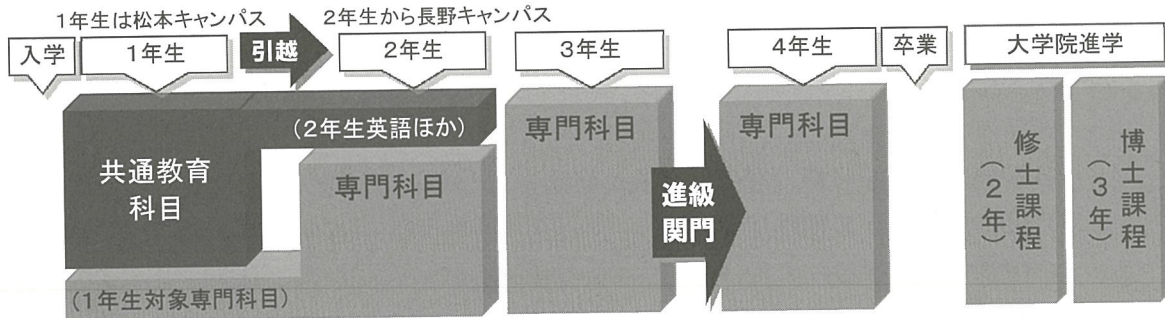 1年生は松本キャンパス
2年生から長野キャンパス
入学
1年生
引越
2年生
3年生
4年生
卒業
大学院進学
共通教育
科目
(2年生英語ほか)
専門科目
(1年生対象専門科目)
専門科目
進級
関門
専門科目
修士課程
(2年)
博士課程
(3年)